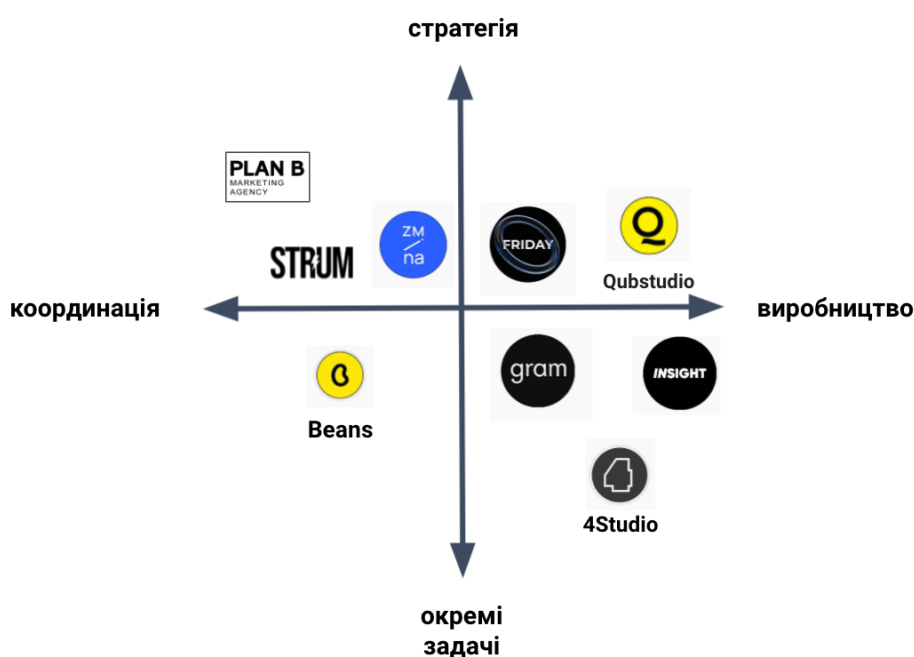 стратегія
PLAN B
MARKETING
AGENCY
STRUM
ZM
na
FRIDAY
Qubstudio
координація
виробництво
gram
INSIGHT
Beans
4Studio
окремі
задачі